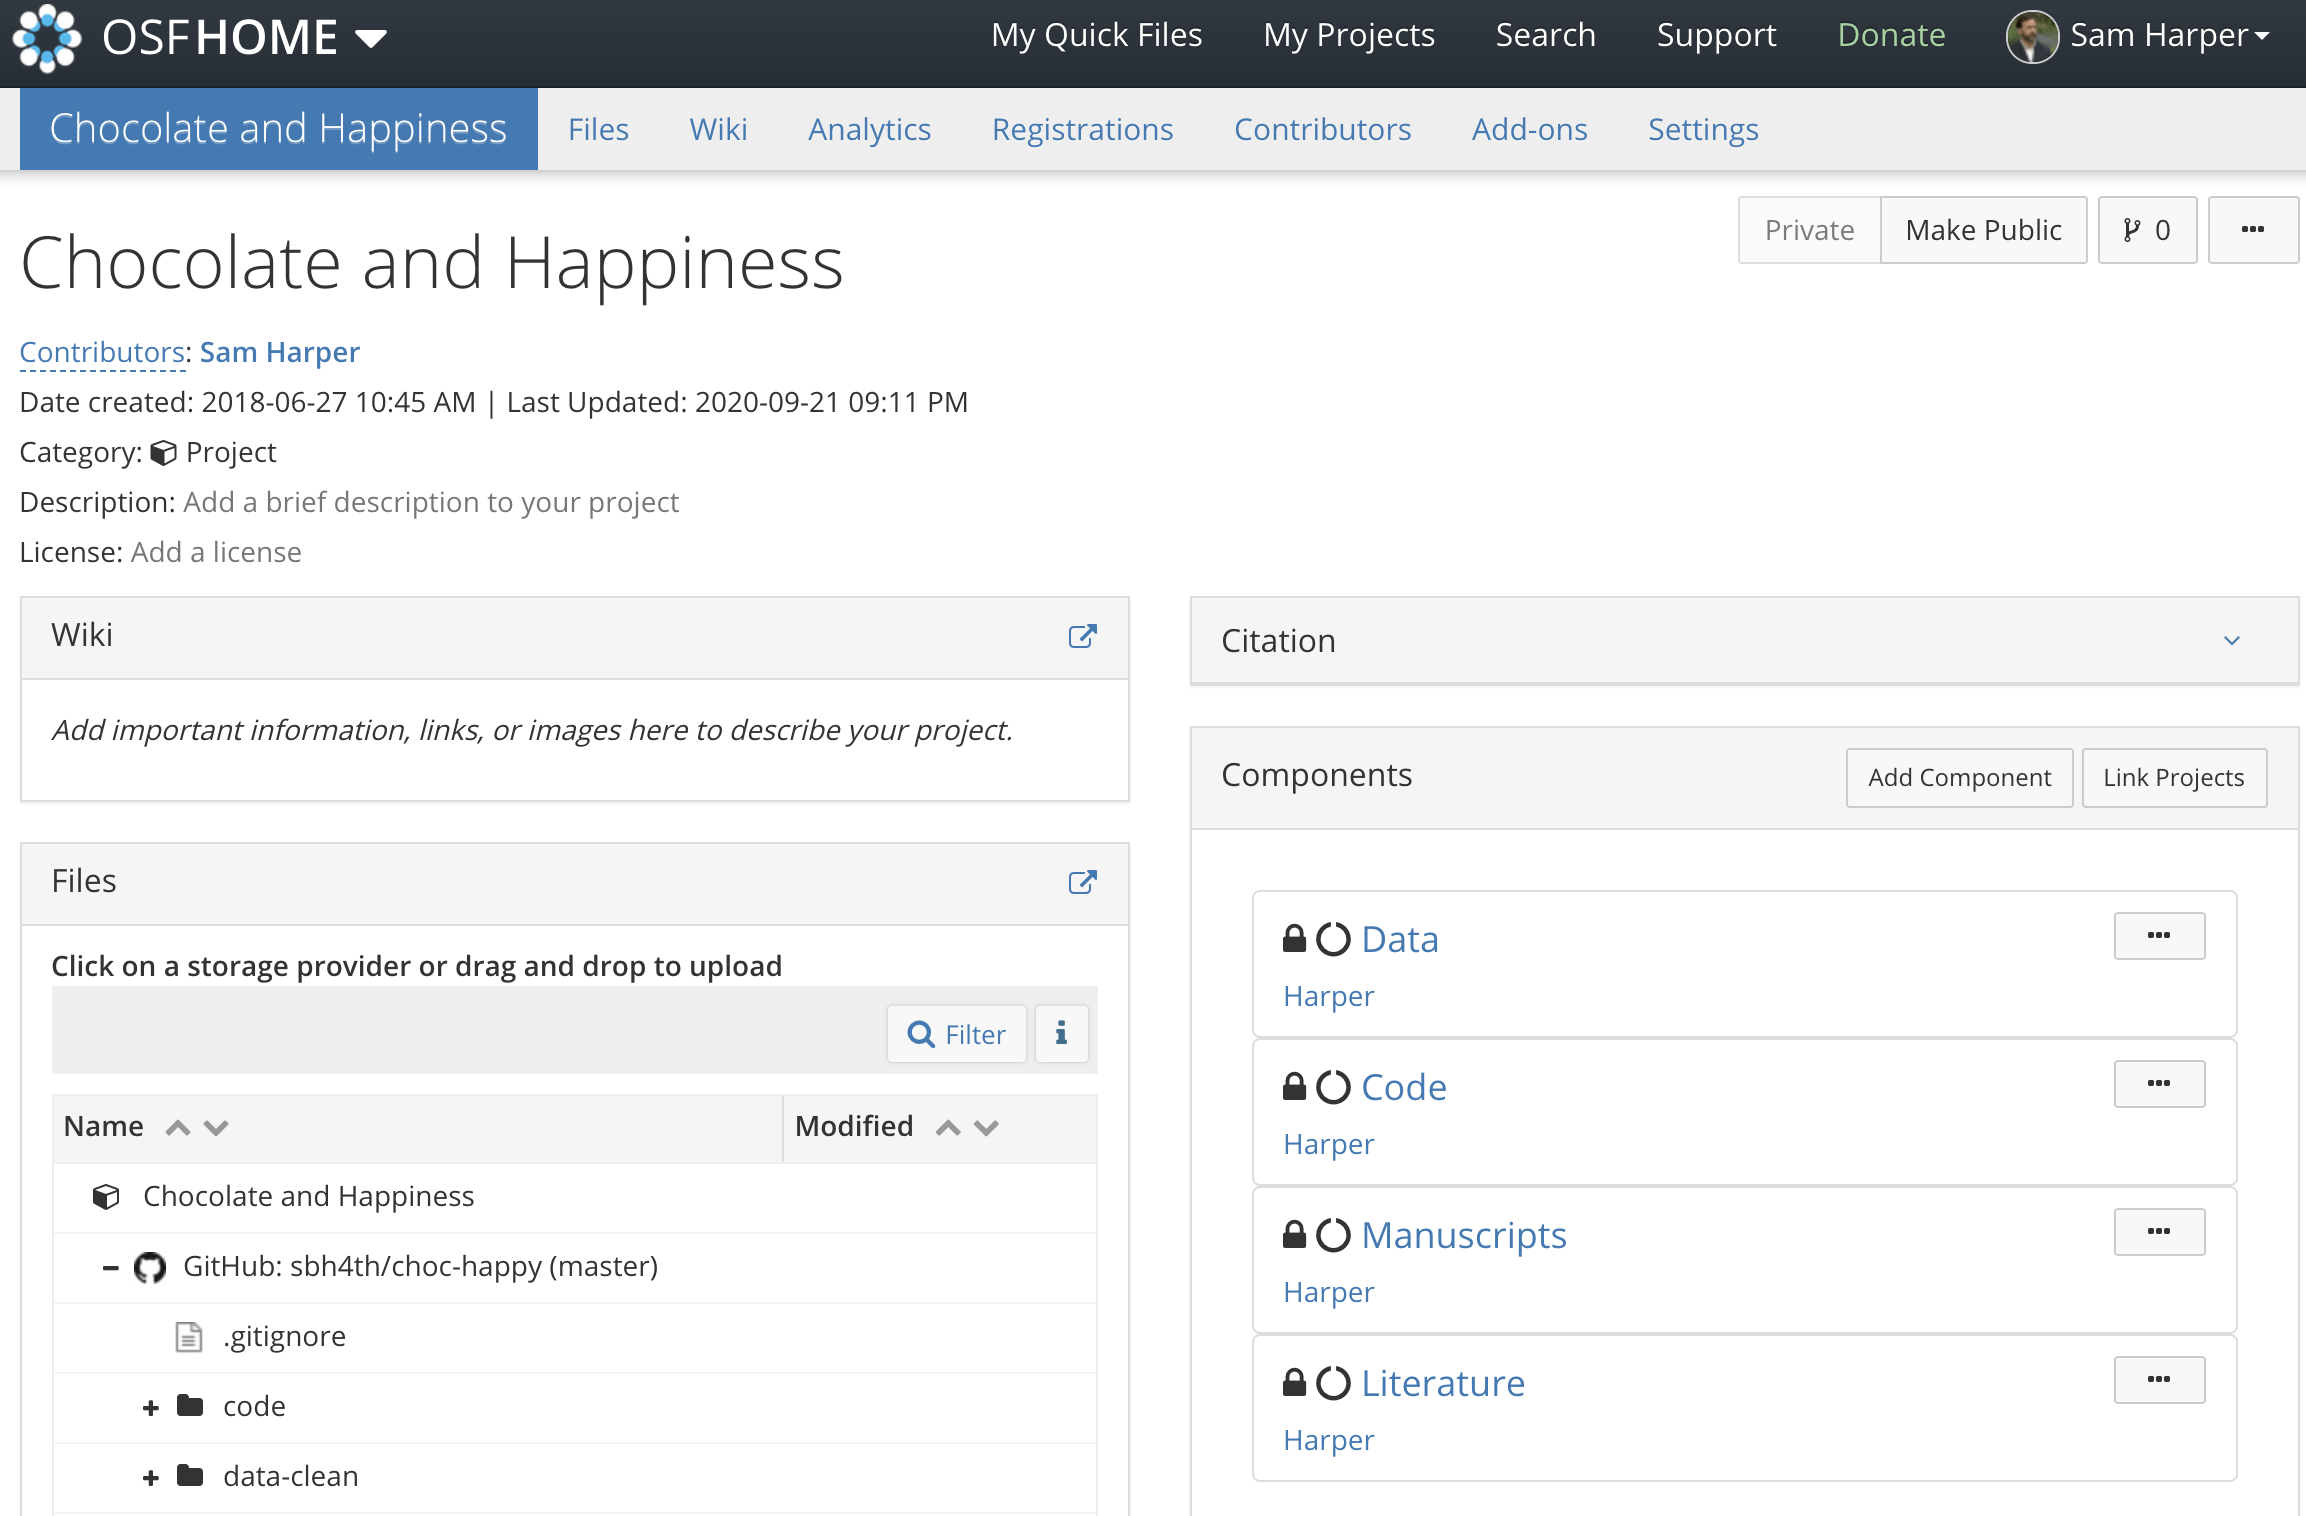 OSFHOME My Quick Files My Projects Search Support Donate Sam Harper
Chocolate and Happiness Files Wiki Analytics Registrations Contributors Add-ons Settings
Private Make Public 0 ...
Chocolate and Happiness
Contributors: Sam Harper
Date created: 2018-06-27 10:45 AM | Last Updated: 2020-09-21 09:11 PM
Category: Project
Description: Add a brief description to your project
License: Add a license
Wiki
Add important information, links, or images here to describe your project.
Files
Click on a storage provider or drag and drop to upload
Filter i
Name Modified
Chocolate and Happiness
GitHub: sbh4th/choc-happy (master)
.gitignore
code
data-clean
Citation
Components Add Component Link Projects
Data ...
Harper
Code ...
Harper
Manuscripts ...
Harper
Literature ...
Harper